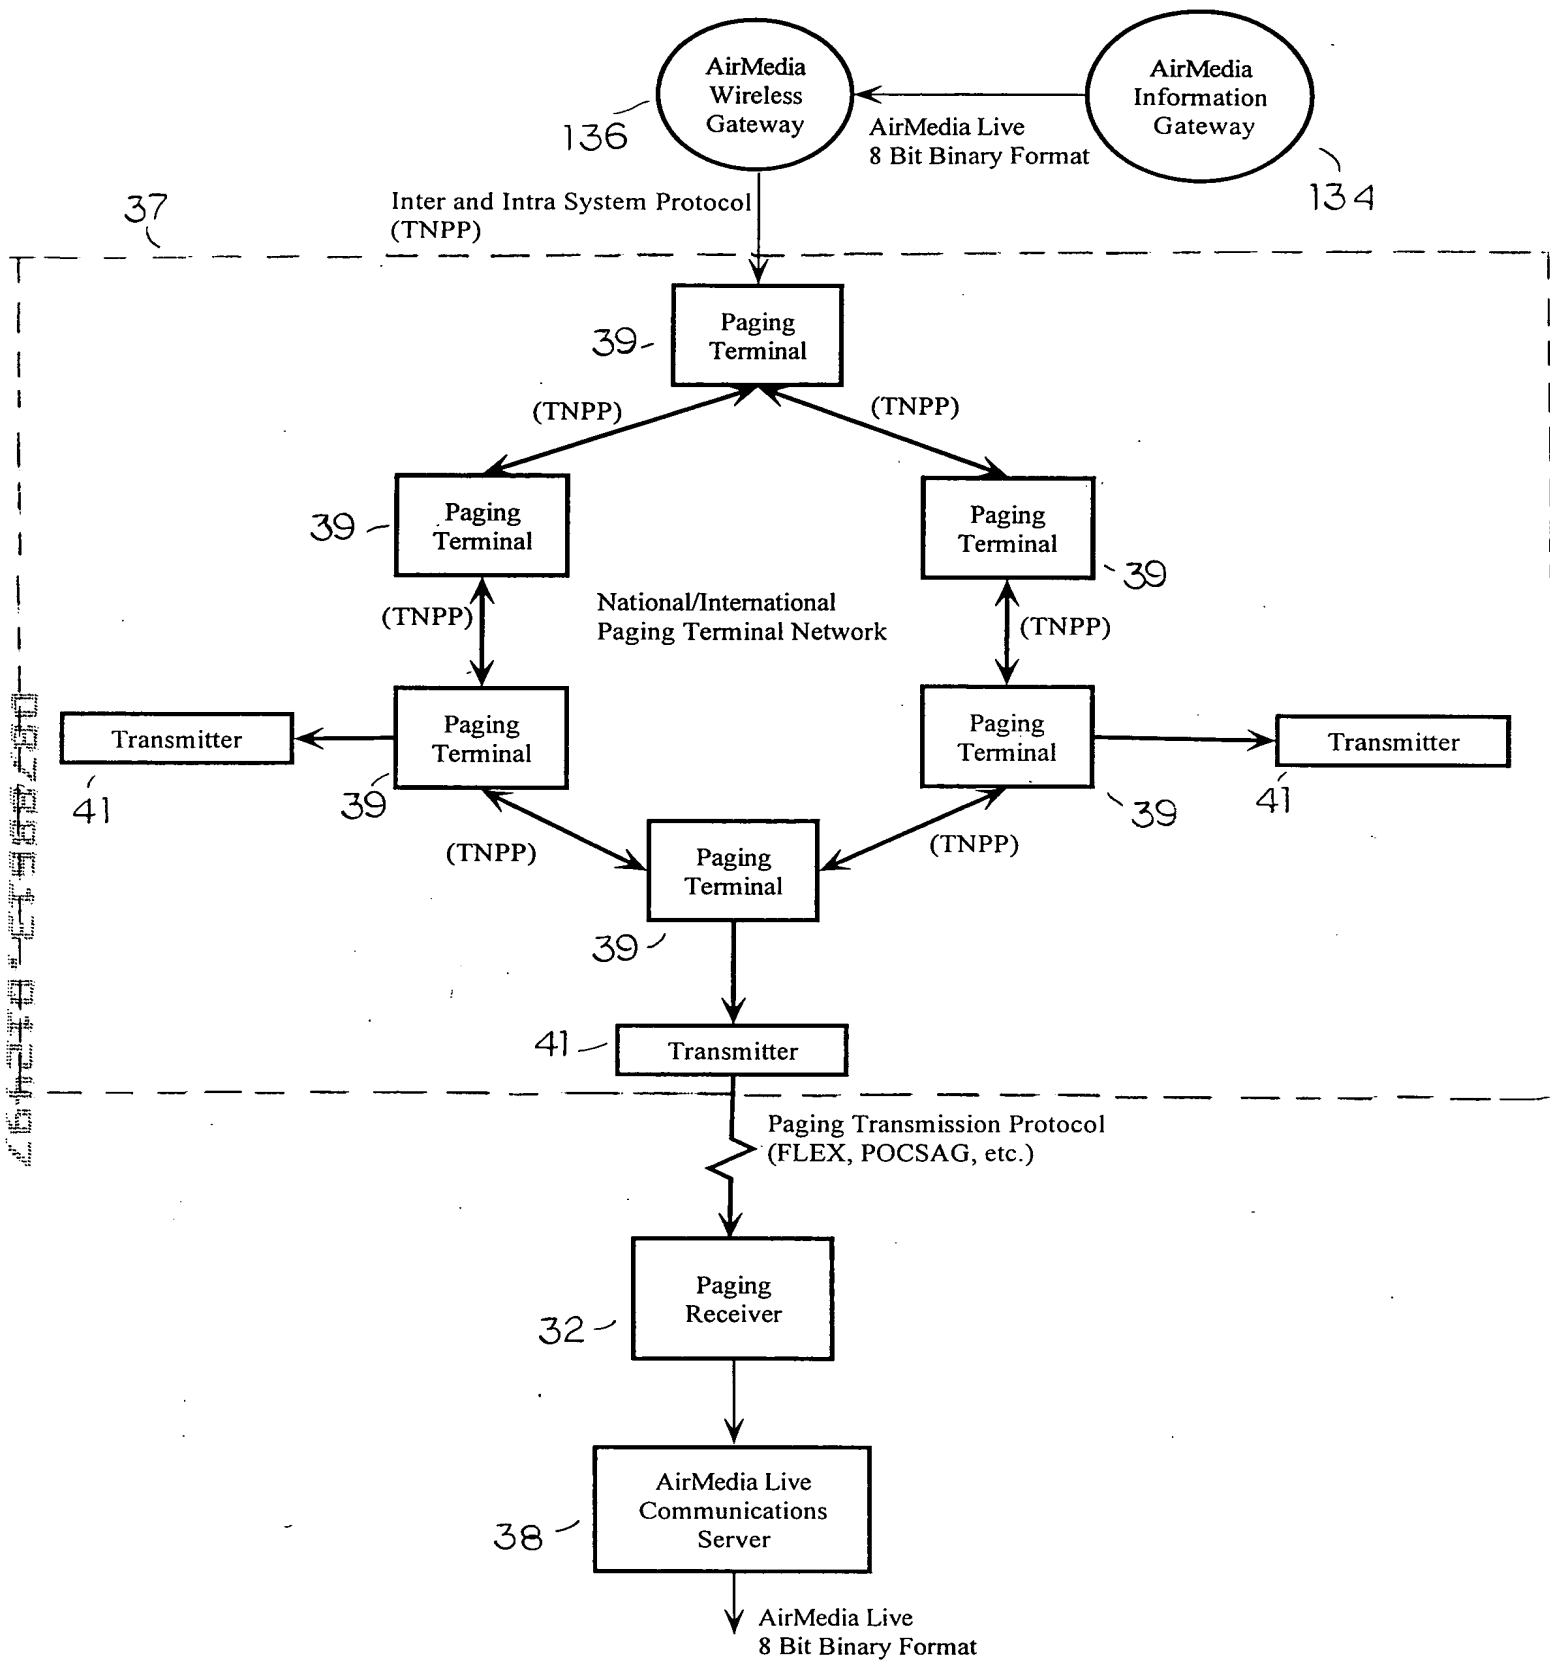 AirMedia
Wireless
Gateway
136
AirMedia
Information
Gateway
134
AirMedia Live
8 Bit Binary Format
Inter and Intra System Protocol
(TNPP)
37
Paging
Terminal
39
(TNPP)
(TNPP)
Paging
Terminal
39
Paging
Terminal
39
(TNPP)
National/International
Paging Terminal Network
(TNPP)
Transmitter
41
Paging
Terminal
39
Paging
Terminal
39
Transmitter
41
(TNPP)
(TNPP)
Paging
Terminal
39
41
Transmitter
Paging Transmission Protocol
(FLEX, POCSAG, etc.)
Paging
Receiver
32
AirMedia Live
Communications
Server
38
AirMedia Live
8 Bit Binary Format